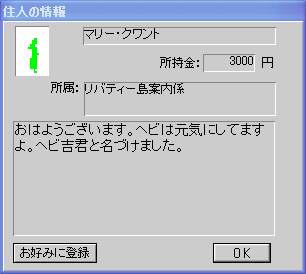 住人の情報
マリー・クワント
所持金: 3000 円
所属: リバティー島案内係
おはようございます。ヘビは元気にしてます
よ。ヘビ吉君と名づけました。
お好みに登録 OK